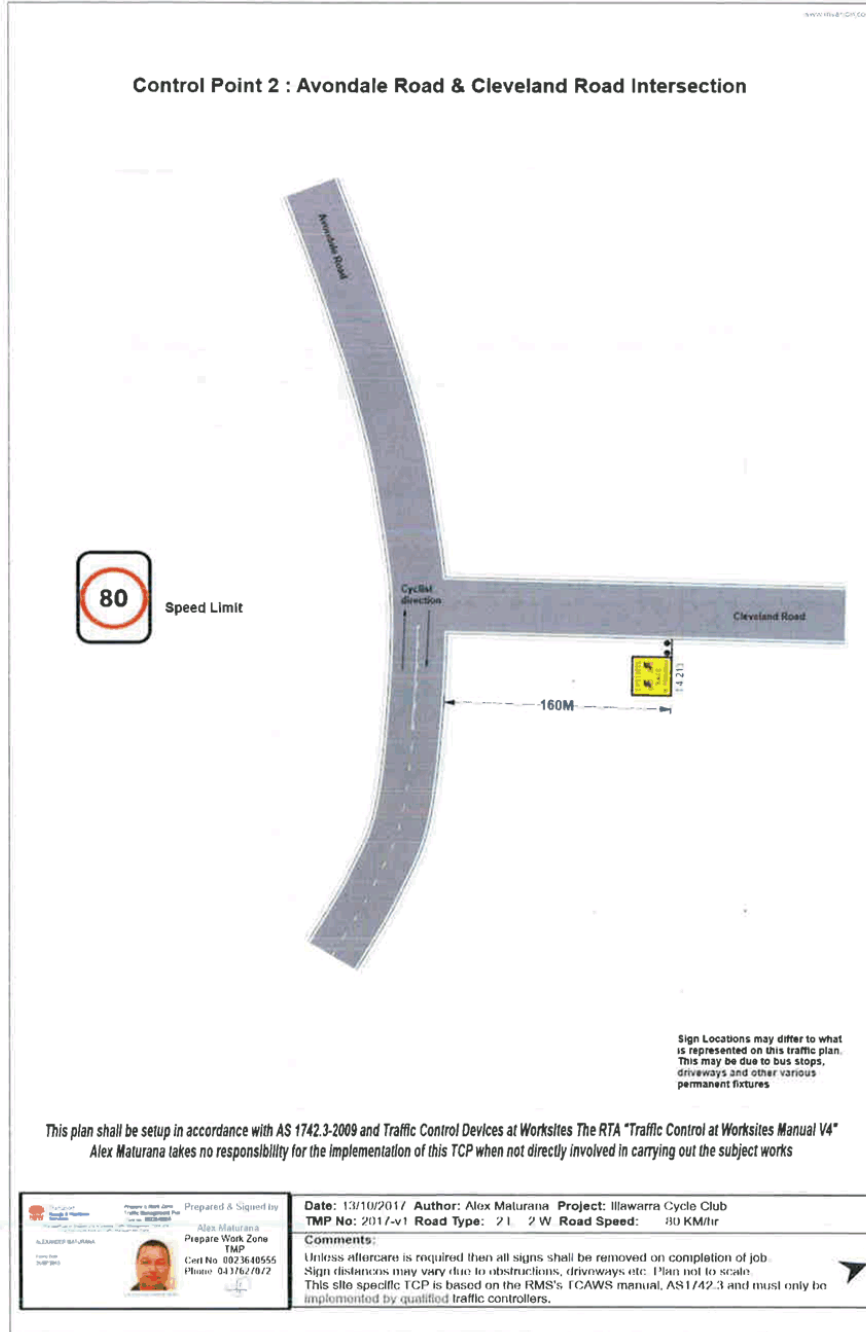 Control Point 2 : Avondale Road & Cleveland Road Intersection
Avondale Road
80
Speed Limit
Cyclist
direction
Cleveland Road
160M
Sign Locations may differ to what
is represented on this traffic plan.
This may be due to bus stops,
driveways and other various
permanent fixtures
This plan shall be setup in accordance with AS 1742.3-2009 and Traffic Control Devices at Worksites The RTA "Traffic Control at Worksites Manual V4"
Alex Maturana takes no responsibility for the implementation of this TCP when not directly involved in carrying out the subject works
Prepared & Signed by
Alex Maturana
Prepare Work Zone
TMP
Cert No 0023640555
Phone
Date: 13/10/2017 Author: Alex Maturana Project: Illawarra Cycle Club
TMP No: 2017-v1 Road Type: 2 L 2 W Road Speed: 80 KM/hr
Comments:
Unless aftercare is required then all signs shall be removed on completion of job
Sign distances may vary due to obstructions, driveways etc. Plan not to scale
This site specific TCP is based on the RMS's TCAWS manual, AS1742.3 and must only be
implemented by qualified traffic controllers.